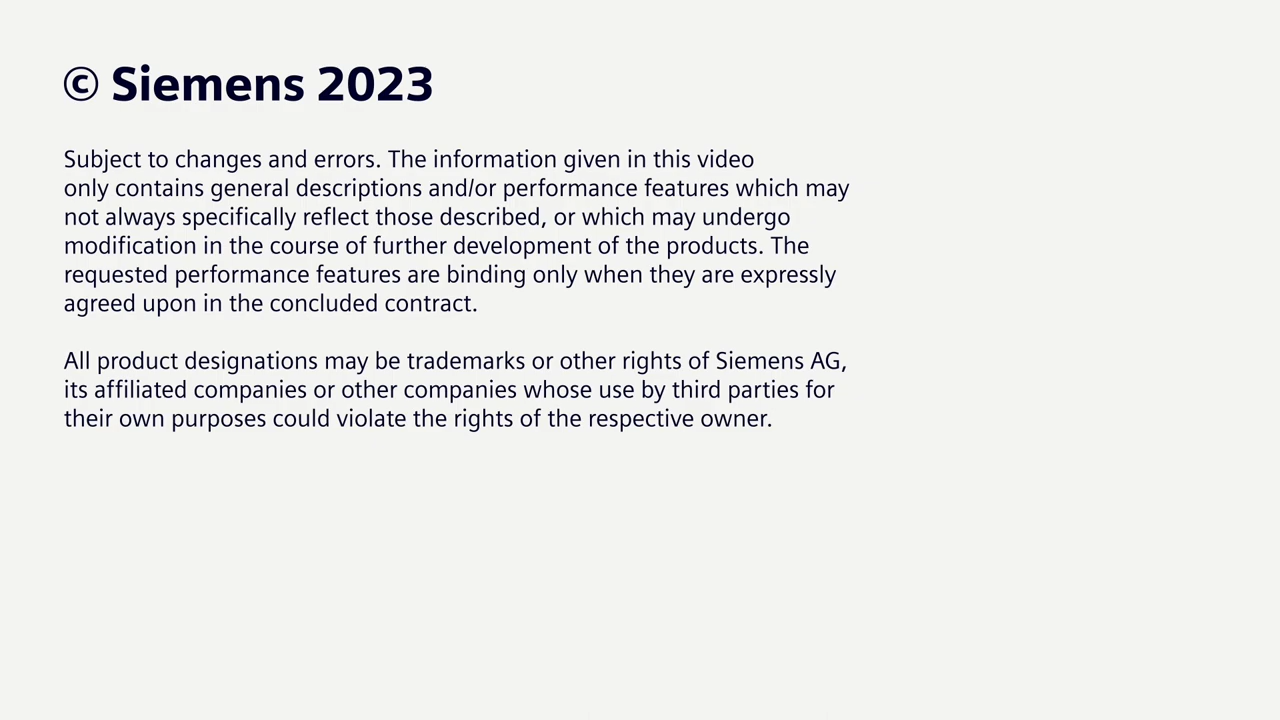 © Siemens 2023
Subject to changes and errors. The information given in this video
only contains general descriptions and/or performance features which may
not always specifically reflect those described, or which may undergo
modification in the course of further development of the products. The
requested performance features are binding only when they are expressly
agreed upon in the concluded contract.
All product designations may be trademarks or other rights of Siemens AG,
its affiliated companies or other companies whose use by third parties for
their own purposes could violate the rights of the respective owner.